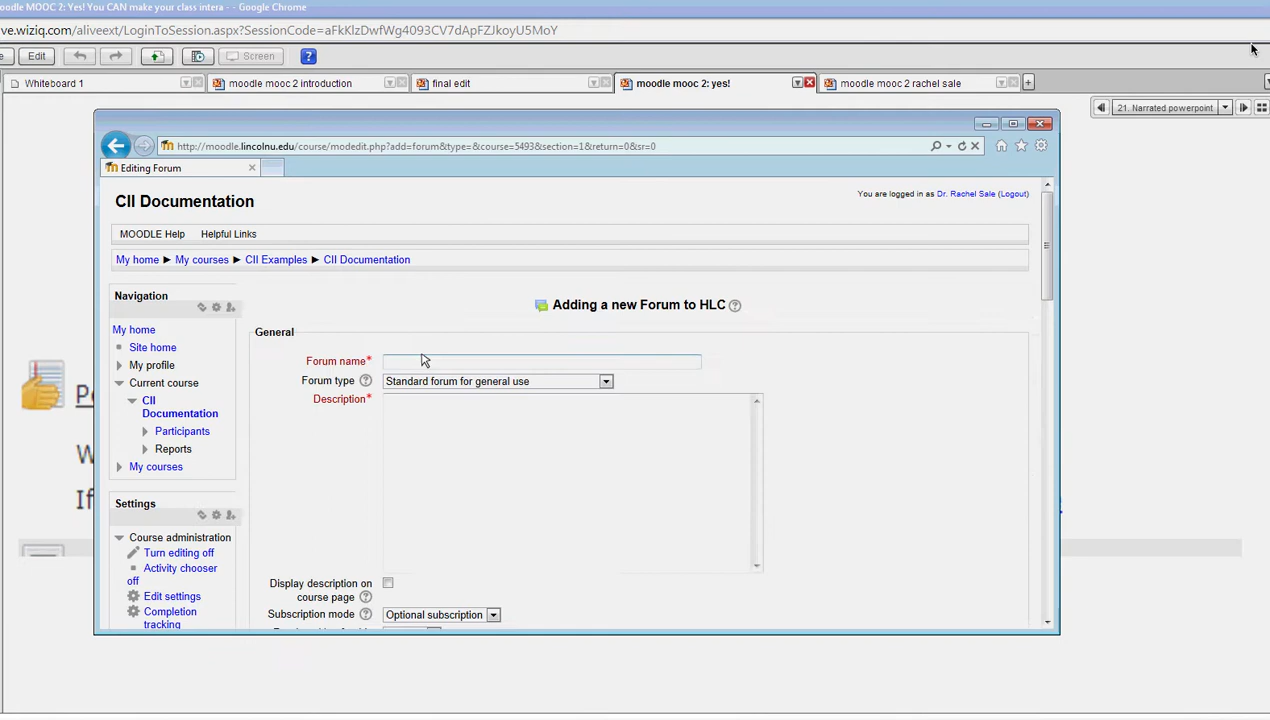 oodle MOOC 2: Yes! You CAN make your class intera - - Google Chrome
ve.wiziq.com/aliveext/LoginToSession.aspx?SessionCode=aFkKlzDwfWg4093CV7dApFZJkoyU5MoY
e Edit Screen ?
Whiteboard 1 moodle mooc 2 introduction final edit moodle mooc 2: yes! moodle mooc 2 rachel sale +
21. Narrated powerpoint
http://moodle.lincolnu.edu/course/modedit.php?add=forum&type=&course=5493&section=1&return=0&sr=0
Editing Forum
CII Documentation
You are logged in as Dr. Rachel Sale (Logout)
MOODLE Help Helpful Links
My home ► My courses ► CII Examples ► CII Documentation
Navigation
My home
Site home
My profile
Current course
CII
Documentation
Participants
Reports
My courses
Settings
Course administration
Turn editing off
Activity chooser
off
Edit settings
Completion
tracking
Adding a new Forum to HLC
General
Forum name*
Forum type Standard forum for general use
Description*
Display description on
course page
Subscription mode Optional subscription
Pe
W
If